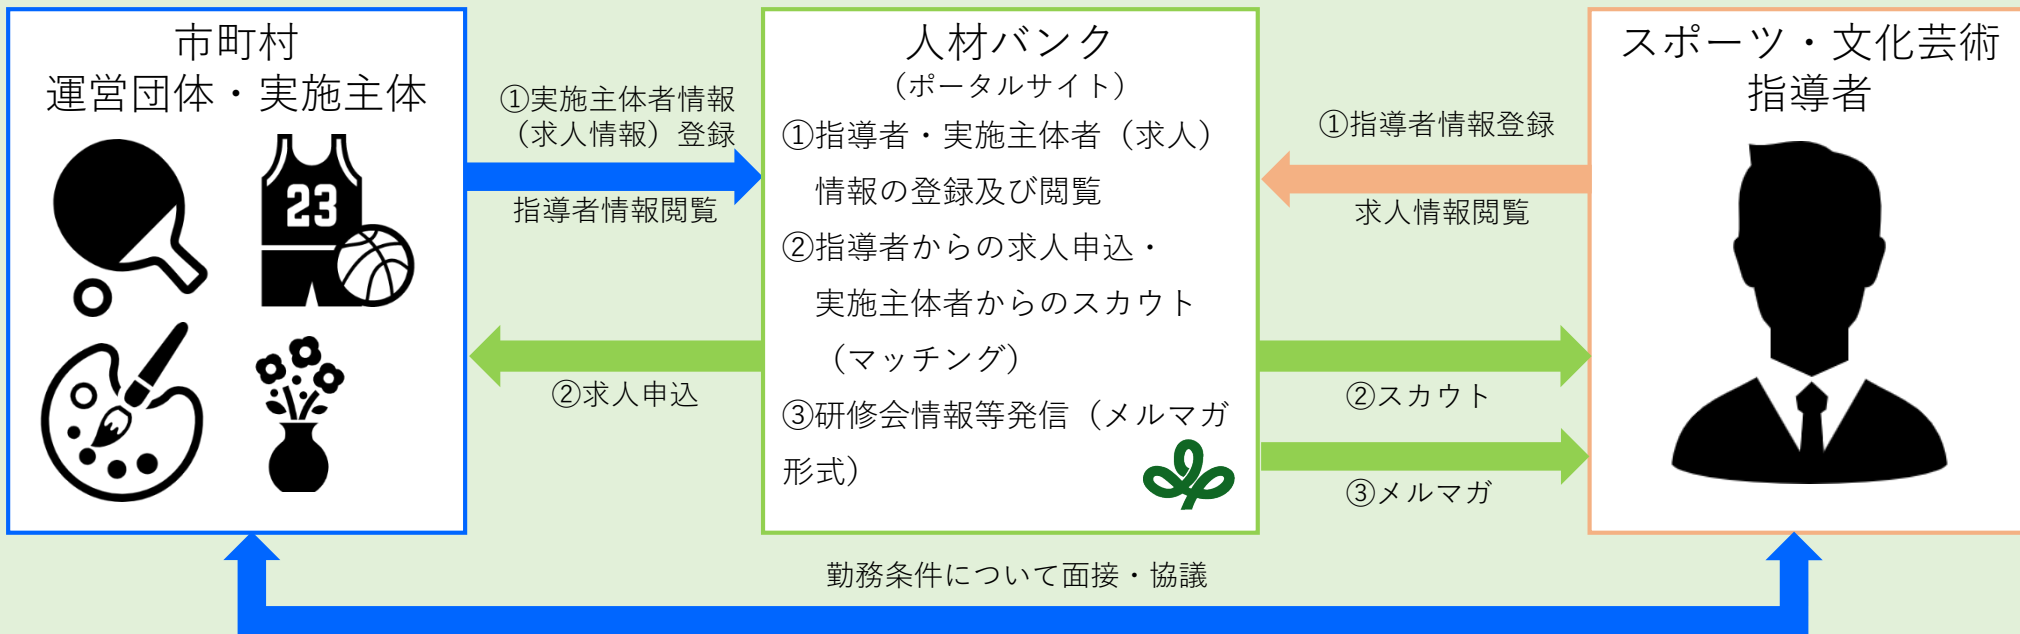 市町村
運営団体・実施主体
23
①実施主体者情報
（求人情報）登録
指導者情報閲覧
②求人申込
人材バンク
（ポータルサイト）
①指導者・実施主体者（求人）
情報の登録及び閲覧
②指導者からの求人申込・
実施主体者からのスカウト
（マッチング）
③研修会情報等発信（メルマガ
形式）
①指導者情報登録
求人情報閲覧
②スカウト
③メルマガ
スポーツ・文化芸術
指導者
勤務条件について面接・協議